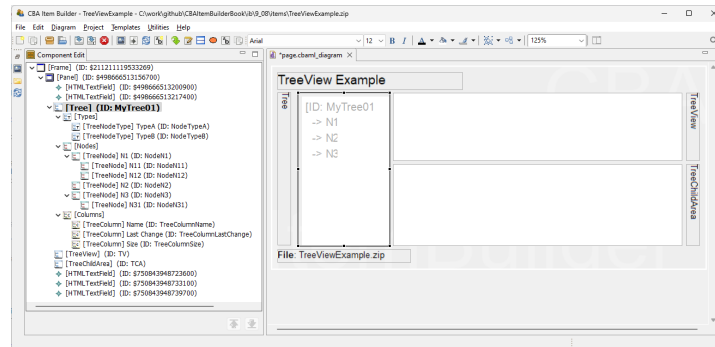 CBA Item Builder - TreeViewExample - C:\work\github\CBAItemBuilderBook\ib\9_08\items\TreeViewExample.zip
File Edit Diagram Project Templates Utilities Help
Arial 12 B I A 125%
Component Edit
*page.cbaml_diagram
[Frame] (ID: $211211119533269)
[Panel] (ID: $498666513156700)
[HTMLTextField] (ID: $498666513200900)
[HTMLTextField] (ID: $498666513217400)
[Tree] (ID: MyTree01)
[Types]
[TreeNodeType] TypeA (ID: NodeTypeA)
[TreeNodeType] TypeB (ID: NodeTypeB)
[Nodes]
[TreeNode] N1 (ID: NodeN1)
[TreeNode] N11 (ID: NodeN11)
[TreeNode] N12 (ID: NodeN12)
[TreeNode] N2 (ID: NodeN2)
[TreeNode] N3 (ID: NodeN3)
[TreeNode] N31 (ID: NodeN31)
[Columns]
[TreeColumn] Name (ID: TreeColumnName)
[TreeColumn] Last Change (ID: TreeColumnLastChange)
[TreeColumn] Size (ID: TreeColumnSize)
[TreeView] (ID: TV)
[TreeChildArea] (ID: TCA)
[HTMLTextField] (ID: $750843948723600)
[HTMLTextField] (ID: $750843948733100)
[HTMLTextField] (ID: $750843948739700)
TreeView Example
Tree
[ID: MyTree01
-> N1
-> N2
-> N3
TreeView
TreeChildArea
File: TreeViewExample.zip